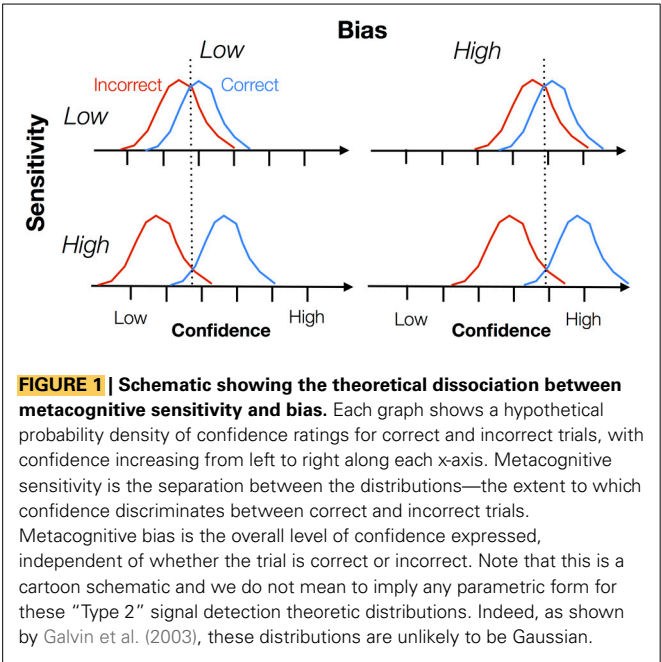 Bias
Low
High
Incorrect
Correct
Low
Sensitivity
High
Low
Confidence
High
Low
Confidence
High
FIGURE 1 | Schematic showing the theoretical dissociation between
metacognitive sensitivity and bias. Each graph shows a hypothetical
probability density of confidence ratings for correct and incorrect trials, with
confidence increasing from left to right along each x-axis. Metacognitive
sensitivity is the separation between the distributions—the extent to which
confidence discriminates between correct and incorrect trials.
Metacognitive bias is the overall level of confidence expressed,
independent of whether the trial is correct or incorrect. Note that this is a
cartoon schematic and we do not mean to imply any parametric form for
these “Type 2” signal detection theoretic distributions. Indeed, as shown
by Galvin et al. (2003), these distributions are unlikely to be Gaussian.